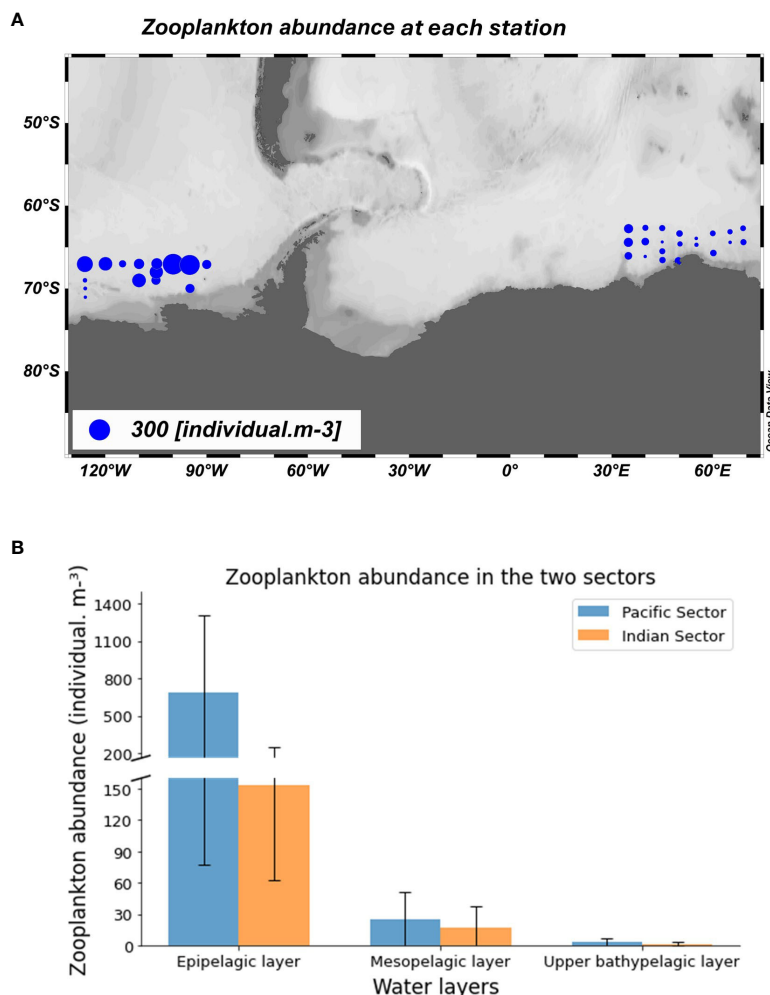 A
Zooplankton abundance at each station
50°S
60°S
70°S
80°S
300 [individual.m-3]
Ocean Data View
120°W 90°W 60°W 30°W 0° 30°E 60°E
B
Zooplankton abundance in the two sectors
Zooplankton abundance (individual. m-³)
1400
1100
800
500
200
150
120
90
60
30
0
Pacific Sector
Indian Sector
Epipelagic layer Mesopelagic layer Upper bathypelagic layer
Water layers